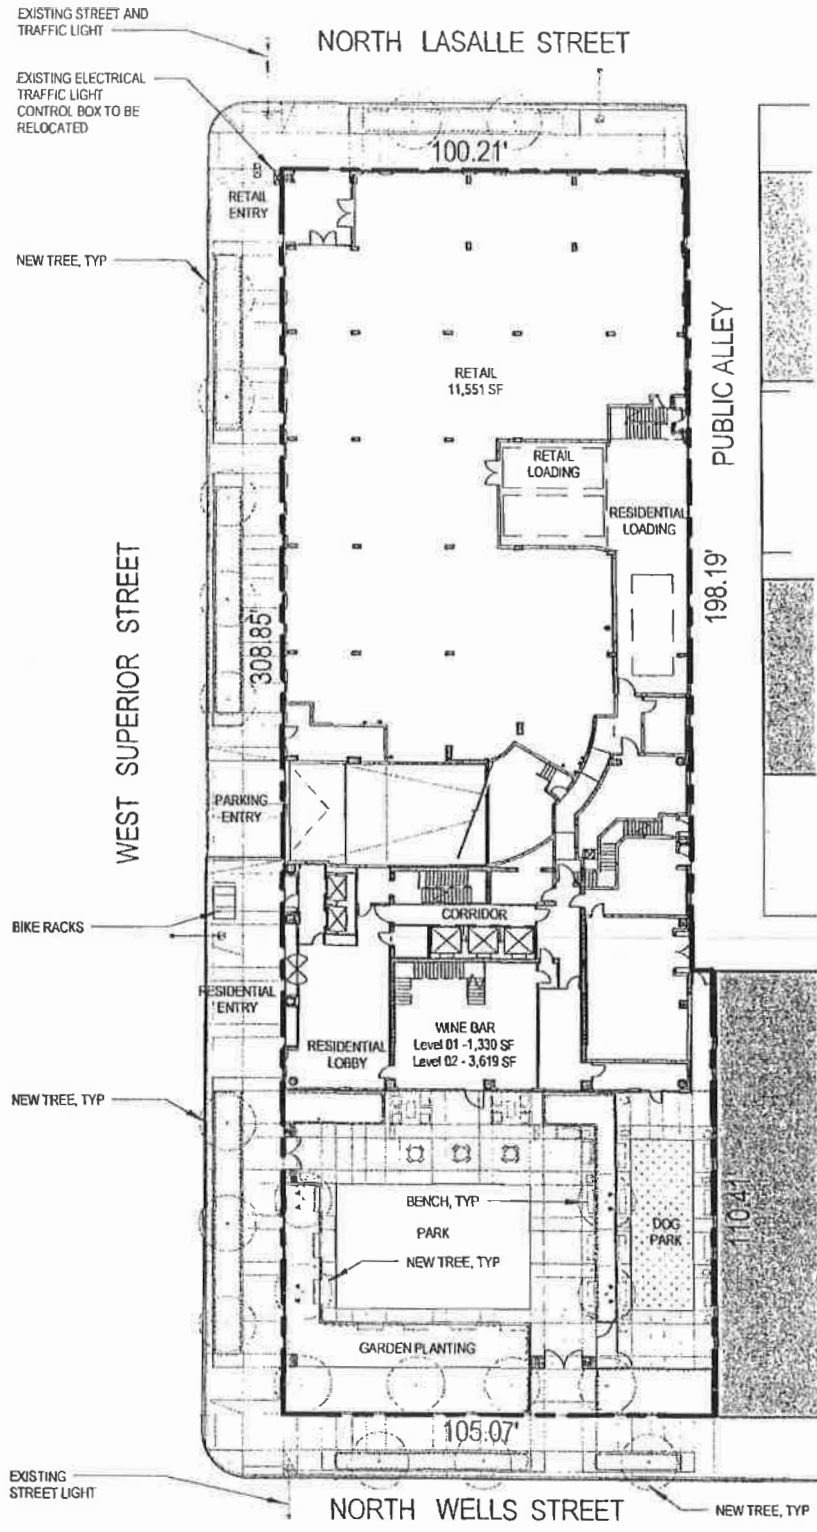 EXISTING STREET AND
TRAFFIC LIGHT
NORTH LASALLE STREET
EXISTING ELECTRICAL
TRAFFIC LIGHT
CONTROL BOX TO BE
RELOCATED
100.21'
RETAIL
ENTRY
NEW TREE, TYP
RETAIL
11,551 SF
PUBLIC ALLEY
RETAIL
LOADING
RESIDENTIAL
LOADING
198.19'
WEST SUPERIOR STREET
308.85'
PARKING
ENTRY
BIKE RACKS
CORRIDOR
RESIDENTIAL
ENTRY
RESIDENTIAL
LOBBY
WINE BAR
Level 01 -1,330 SF
Level 02 - 3,619 SF
NEW TREE, TYP
BENCH, TYP
PARK
NEW TREE, TYP
DOG
PARK
110.41'
GARDEN PLANTING
105.07'
EXISTING
STREET LIGHT
NORTH WELLS STREET
NEW TREE, TYP